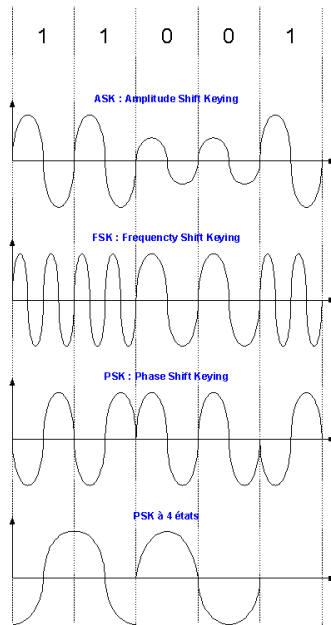 1 1 0 0 1
ASK : Amplitude Shift Keying
FSK : Frequencty Shift Keying
PSK : Phase Shift Keying
PSK à 4 états